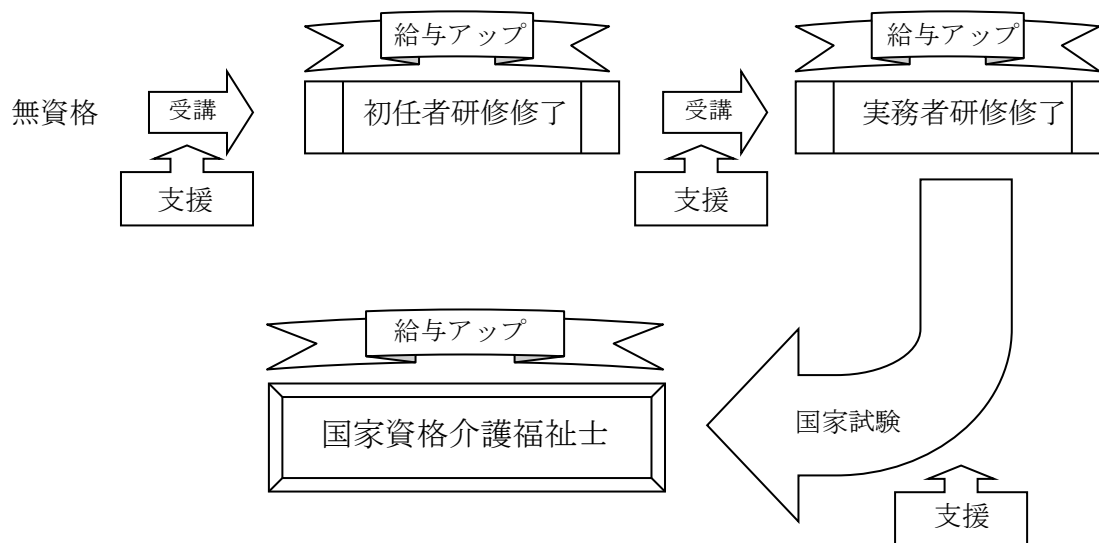 給与アップ
給与アップ
無資格
受講
初任者研修修了
受講
実務者研修修了
支援
支援
給与アップ
国家資格介護福祉士
国家試験
支援